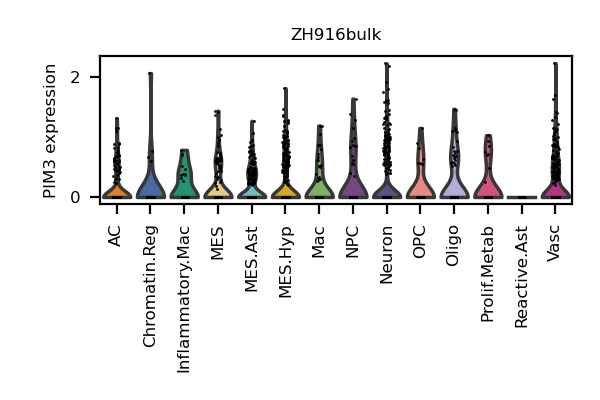 ZH916bulk
PIM3 expression
2
0
AC
Chromatin.Reg
Inflammatory.Mac
MES
MES.Ast
MES.Hyp
Mac
NPC
Neuron
OPC
Oligo
Prolif.Metab
Reactive.Ast
Vasc